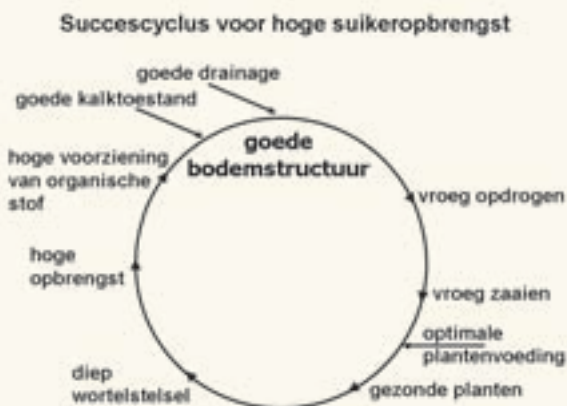 Succescyclus voor hoge suikeropbrengst
goede drainage
goede kalktoestand
goede
bodemstructuur
hoge voorziening
van organische
stof
vroeg opdrogen
hoge
opbrengst
vroeg zaaien
optimale
plantenvoeding
diep
wortelstelsel
gezonde planten